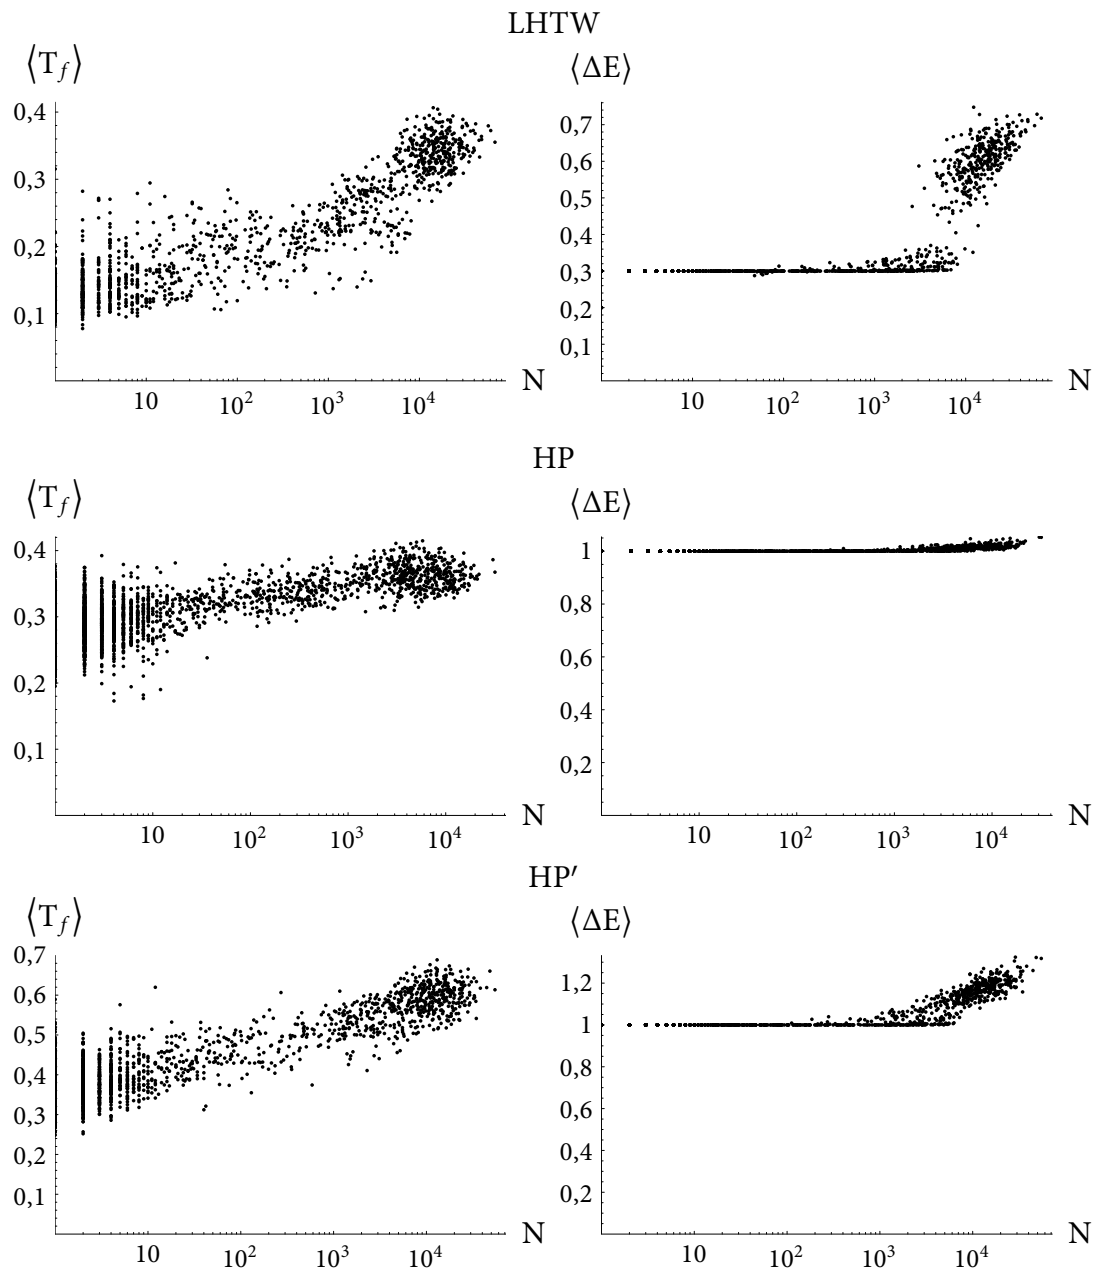 LHTW
⟨T_f⟩ ⟨ΔE⟩
0,4 0,7
0,6
0,3 0,5
0,4
0,2 0,3
0,2
0,1 0,1
N N
10 10² 10³ 10⁴ 10 10² 10³ 10⁴
HP
⟨T_f⟩ ⟨ΔE⟩
0,4 1
0,3 0,8
0,6
0,2 0,4
0,1 0,2
N N
10 10² 10³ 10⁴ 10 10² 10³ 10⁴
HP′
⟨T_f⟩ ⟨ΔE⟩
0,7
0,6 1,2
0,5 1
0,4 0,8
0,3 0,6
0,2 0,4
0,1 0,2
N N
10 10² 10³ 10⁴ 10 10² 10³ 10⁴